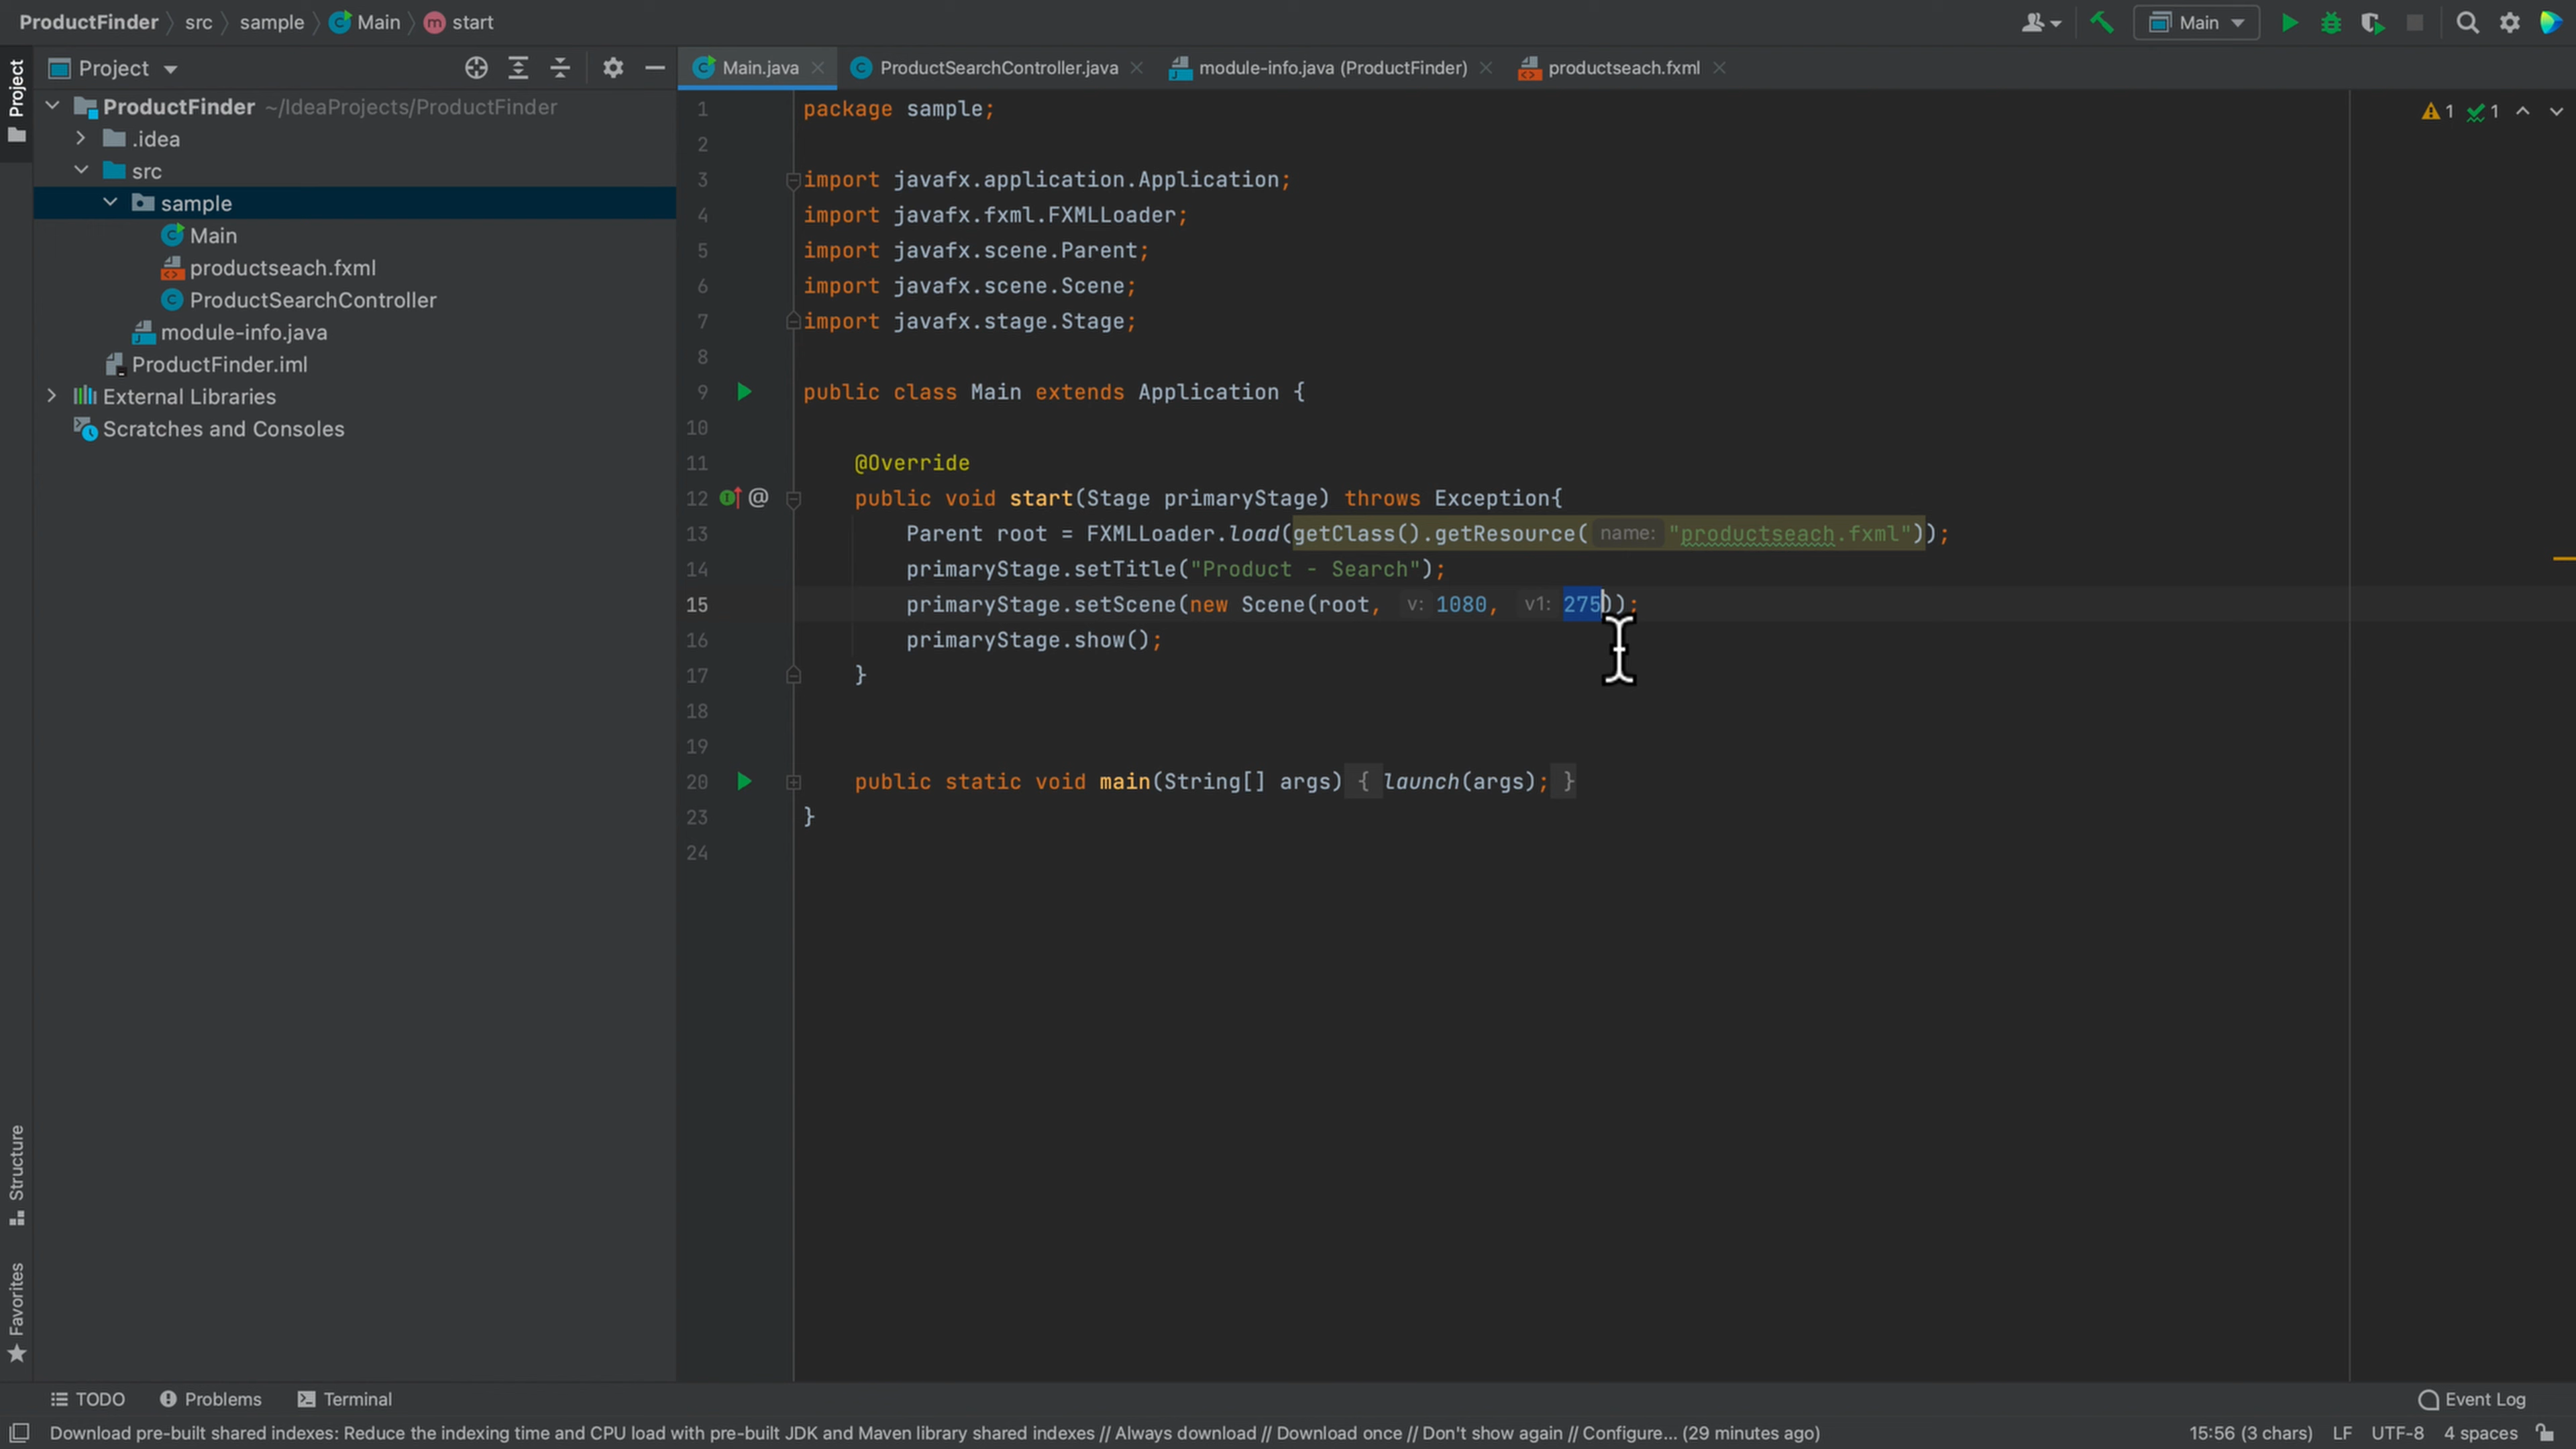 ProductFinder src sample Main start
Main
Project
Main.java ProductSearchController.java module-info.java (ProductFinder) productseach.fxml
Project
ProductFinder ~/IdeaProjects/ProductFinder
.idea
src
sample
Main
productseach.fxml
ProductSearchController
module-info.java
ProductFinder.iml
External Libraries
Scratches and Consoles
Structure
Favorites
1 package sample;
2
3 import javafx.application.Application;
4 import javafx.fxml.FXMLLoader;
5 import javafx.scene.Parent;
6 import javafx.scene.Scene;
7 import javafx.stage.Stage;
8
9 public class Main extends Application {
10
11 @Override
12 @ public void start(Stage primaryStage) throws Exception{
13 Parent root = FXMLLoader.load(getClass().getResource( name: "productseach.fxml"));
14 primaryStage.setTitle("Product - Search");
15 primaryStage.setScene(new Scene(root, v: 1080, v1: 275));
16 primaryStage.show();
17 }
18
19
20 public static void main(String[] args) { launch(args); }
23 }
24
1 1
TODO Problems Terminal Event Log
Download pre-built shared indexes: Reduce the indexing time and CPU load with pre-built JDK and Maven library shared indexes // Always download // Download once // Don't show again // Configure... (29 minutes ago) 15:56 (3 chars) LF UTF-8 4 spaces